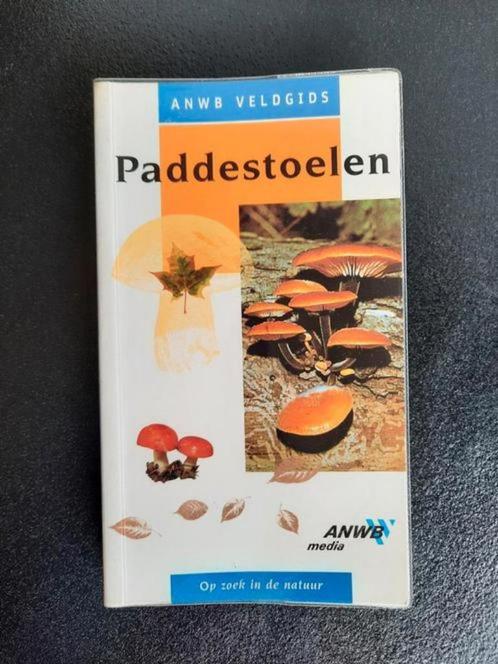 ANWB VELDGIDS
Paddestoelen
ANWB
media
Op zoek in de natuur